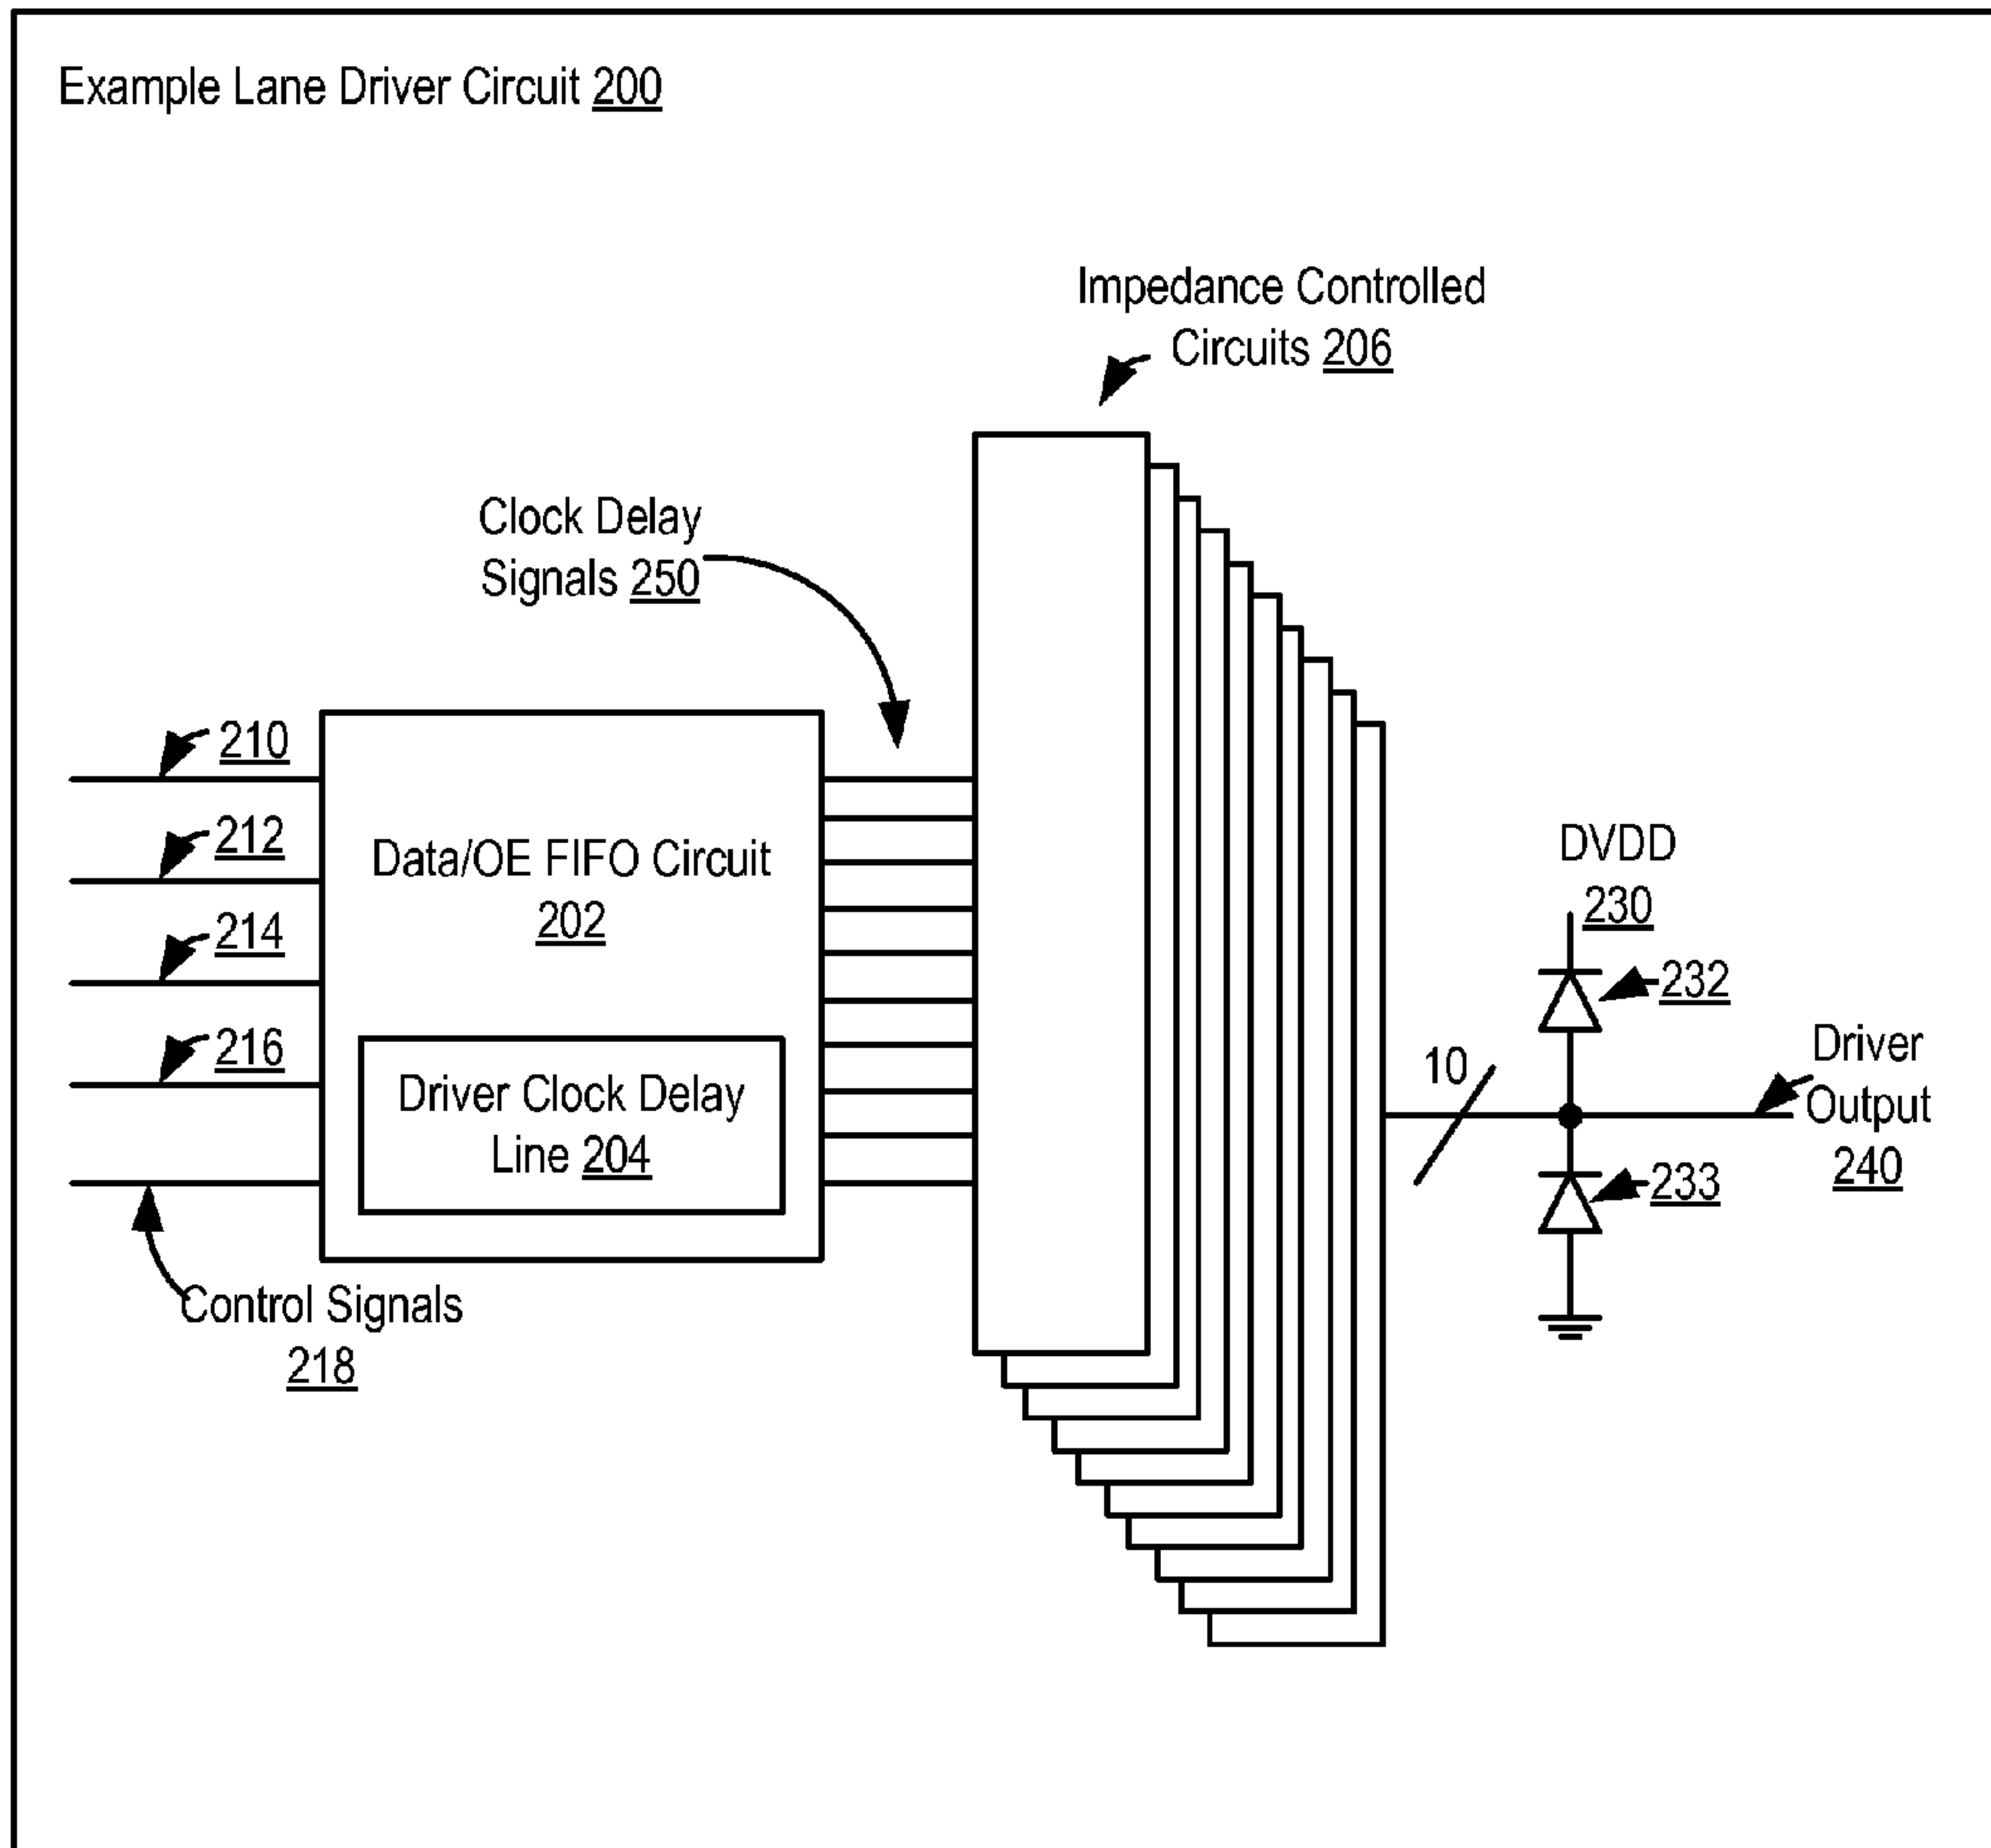 Example Lane Driver Circuit 200
Impedance Controlled
Circuits 206
Clock Delay
Signals 250
210
212
214
216
Data/OE FIFO Circuit
202
Driver Clock Delay
Line 204
Control Signals
218
DVDD
230
232
10
Driver
Output
240
233